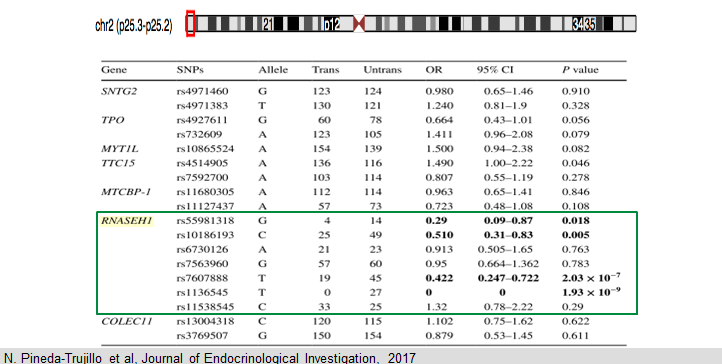 chr2 (p25.3-p25.2) 21 p12 3435
Gene SNPs Allele Trans Untrans OR 95% CI P value
SNTG2 rs4971460 G 123 124 0.980 0.65–1.46 0.910
rs4971383 T 130 121 1.240 0.81–1.9 0.328
TPO rs4927611 G 60 78 0.664 0.43–1.01 0.056
rs732609 A 123 105 1.411 0.96–2.08 0.079
MYT1L rs10865524 A 154 139 1.500 0.94–2.38 0.082
TTC15 rs4514905 A 136 116 1.490 1.00–2.22 0.046
rs7592700 A 103 114 0.807 0.55–1.19 0.278
MTCBP-1 rs11680305 A 112 114 0.963 0.65–1.41 0.846
rs11127437 A 57 73 0.723 0.48–1.08 0.108
RNASEH1 rs55981318 G 4 14 0.29 0.09–0.87 0.018
rs10186193 C 25 49 0.510 0.31–0.83 0.005
rs6730126 A 21 23 0.913 0.505–1.65 0.763
rs7563960 G 57 60 0.95 0.664–1.362 0.783
rs7607888 T 19 45 0.422 0.247–0.722 2.03 × 10⁻⁷
rs1136545 T 0 27 0 0 1.93 × 10⁻⁹
rs11538545 C 33 25 1.32 0.78–2.22 0.29
COLEC11 rs13004318 C 120 115 1.102 0.75–1.62 0.622
rs3769507 G 150 154 0.879 0.53–1.45 0.611
N. Pineda-Trujillo et al, Journal of Endocrinological Investigation, 2017